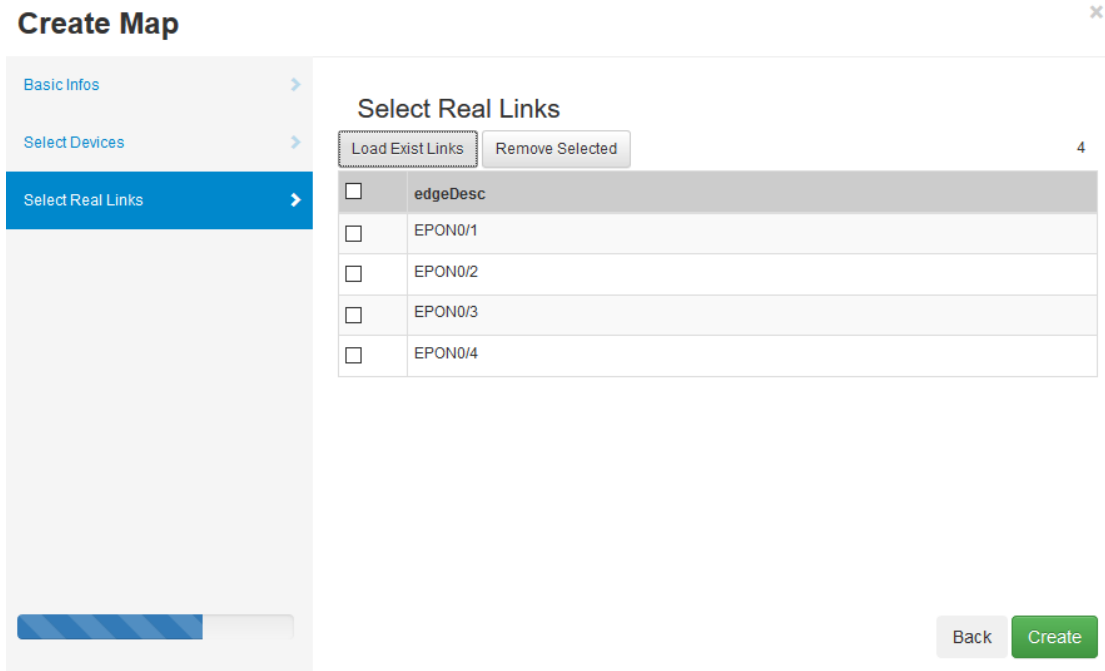 Create Map
×
Basic Infos
Select Devices
Select Real Links
Select Real Links
Load Exist Links Remove Selected 4
edgeDesc
EPON0/1
EPON0/2
EPON0/3
EPON0/4
Back Create